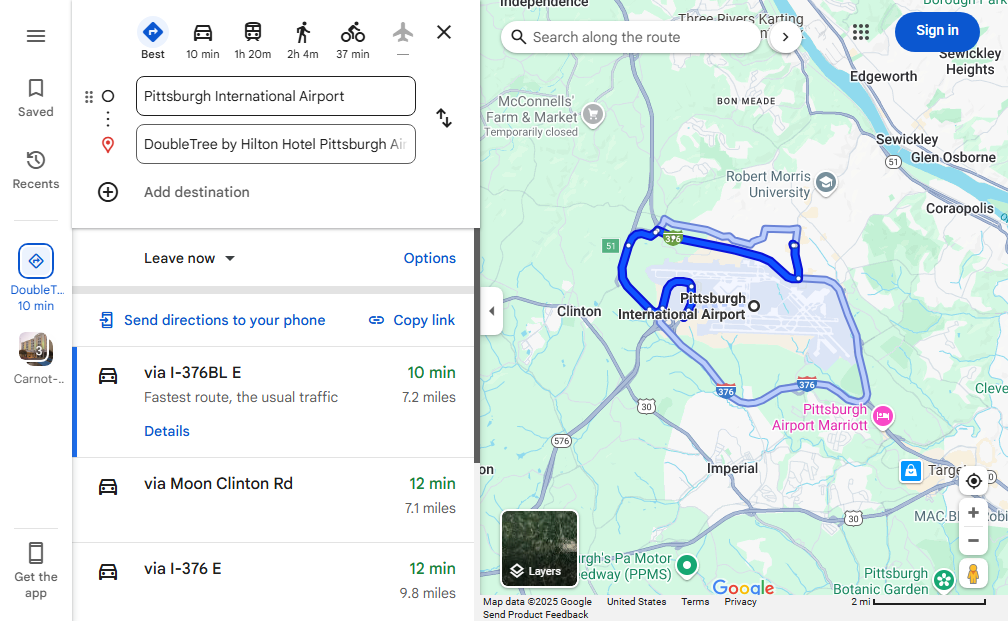 Saved
Recents
DoubleT...
10 min
3
Carnot-...
Get the
app
Best
10 min
1h 20m
2h 4m
37 min
—
Pittsburgh International Airport
DoubleTree by Hilton Hotel Pittsburgh Air
Add destination
Leave now
Options
Send directions to your phone
Copy link
via I-376BL E
10 min
Fastest route, the usual traffic
7.2 miles
Details
via Moon Clinton Rd
12 min
7.1 miles
via I-376 E
12 min
9.8 miles
Search along the route
Sign in
Independence
Three Rivers Karting
Sewickley
Heights
Edgeworth
BON MEADE
McConnells'
Farm & Market
Temporarily closed
Sewickley
51
Glen Osborne
Robert Morris
University
Coraopolis
51
376
Pittsburgh
International Airport
Clinton
376
376
30
Pittsburgh
Airport Marriott
576
Imperial
Target
30
MAC.B
Layers
urgh's Pa Motor
edway (PPMS)
Pittsburgh
Botanic Garden
Google
Map data ©2025 Google
United States
Terms
Privacy
2 mi
Send Product Feedback